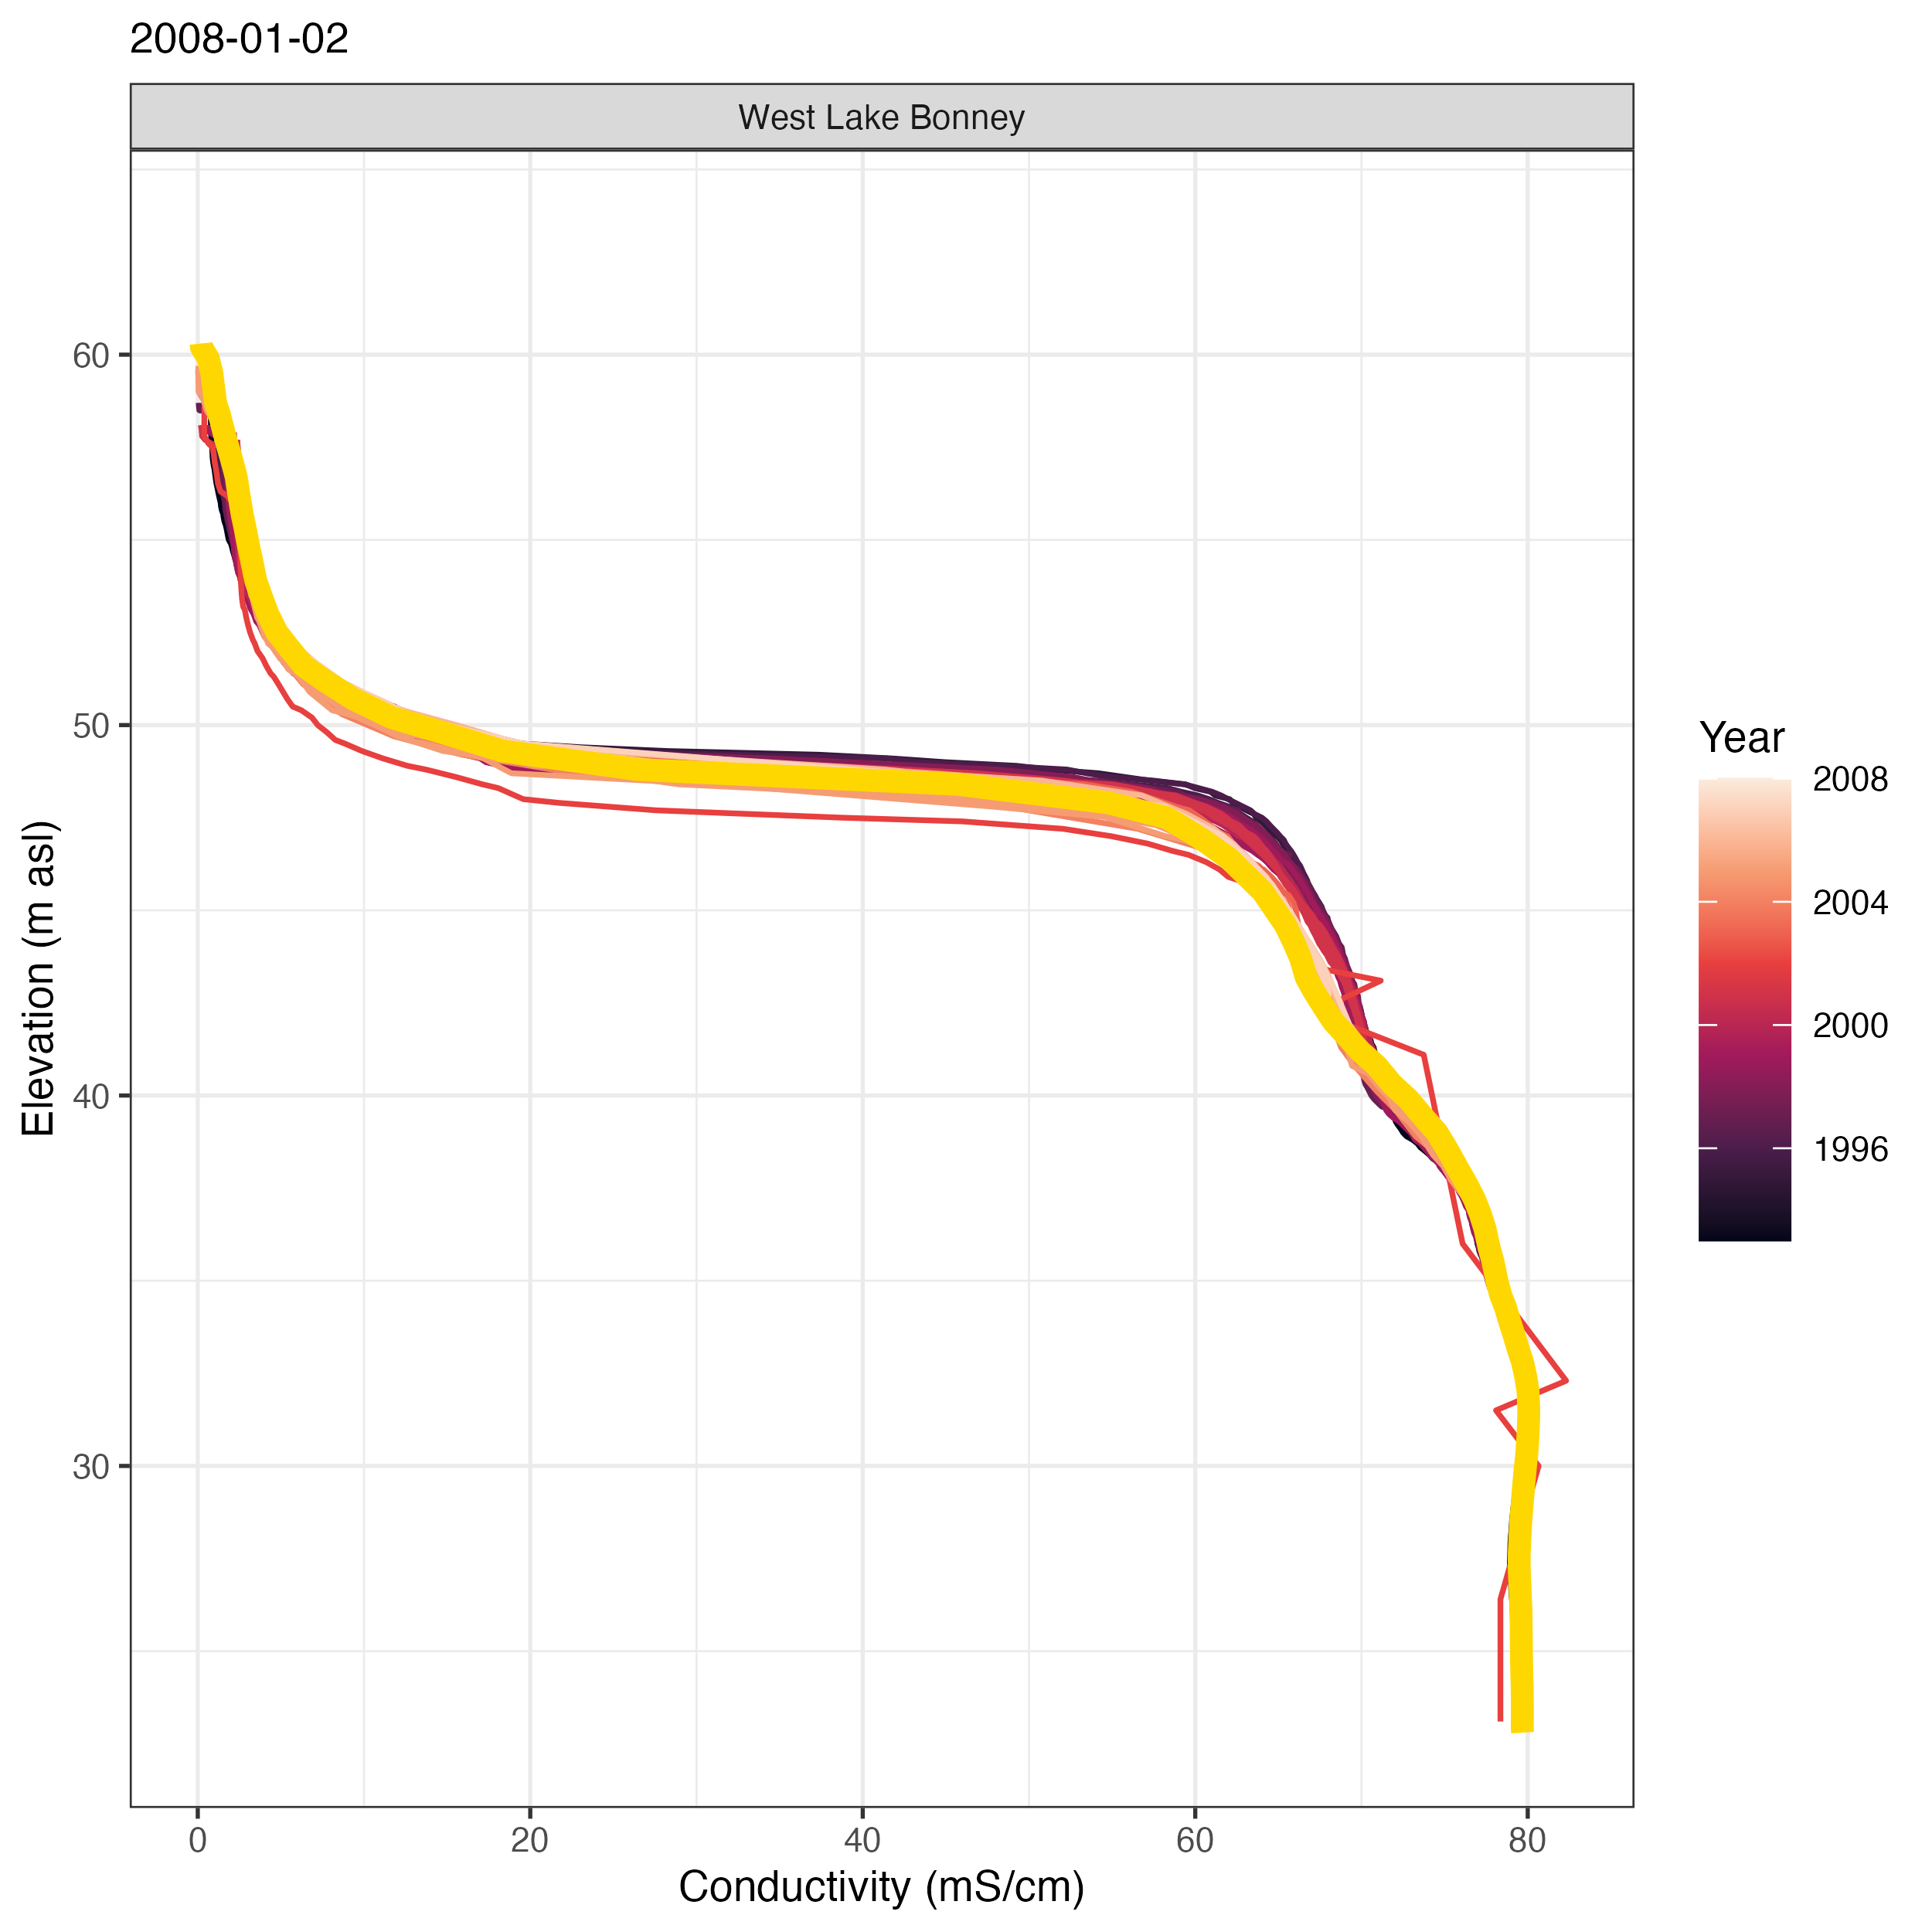 2008-01-02
West Lake Bonney
Elevation (m asl)
60
50
40
30
0 20 40 60 80
Conductivity (mS/cm)
Year
2008
2004
2000
1996